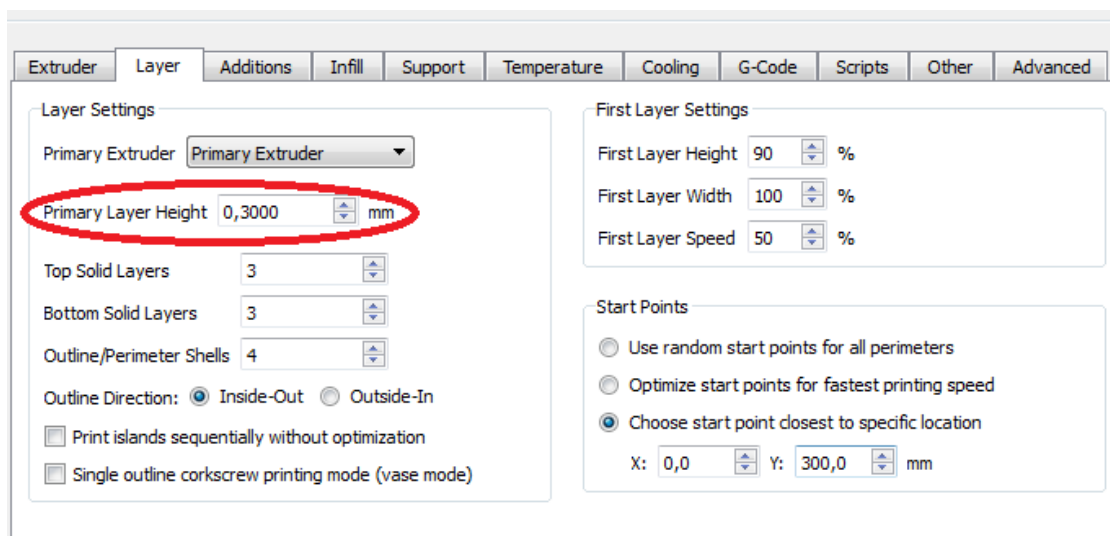 Extruder Layer Additions Infill Support Temperature Cooling G-Code Scripts Other Advanced
Layer Settings
Primary Extruder Primary Extruder
Primary Layer Height 0,3000 mm
Top Solid Layers 3
Bottom Solid Layers 3
Outline/Perimeter Shells 4
Outline Direction: Inside-Out Outside-In
Print islands sequentially without optimization
Single outline corkscrew printing mode (vase mode)
First Layer Settings
First Layer Height 90 %
First Layer Width 100 %
First Layer Speed 50 %
Start Points
Use random start points for all perimeters
Optimize start points for fastest printing speed
Choose start point closest to specific location
X: 0,0 Y: 300,0 mm